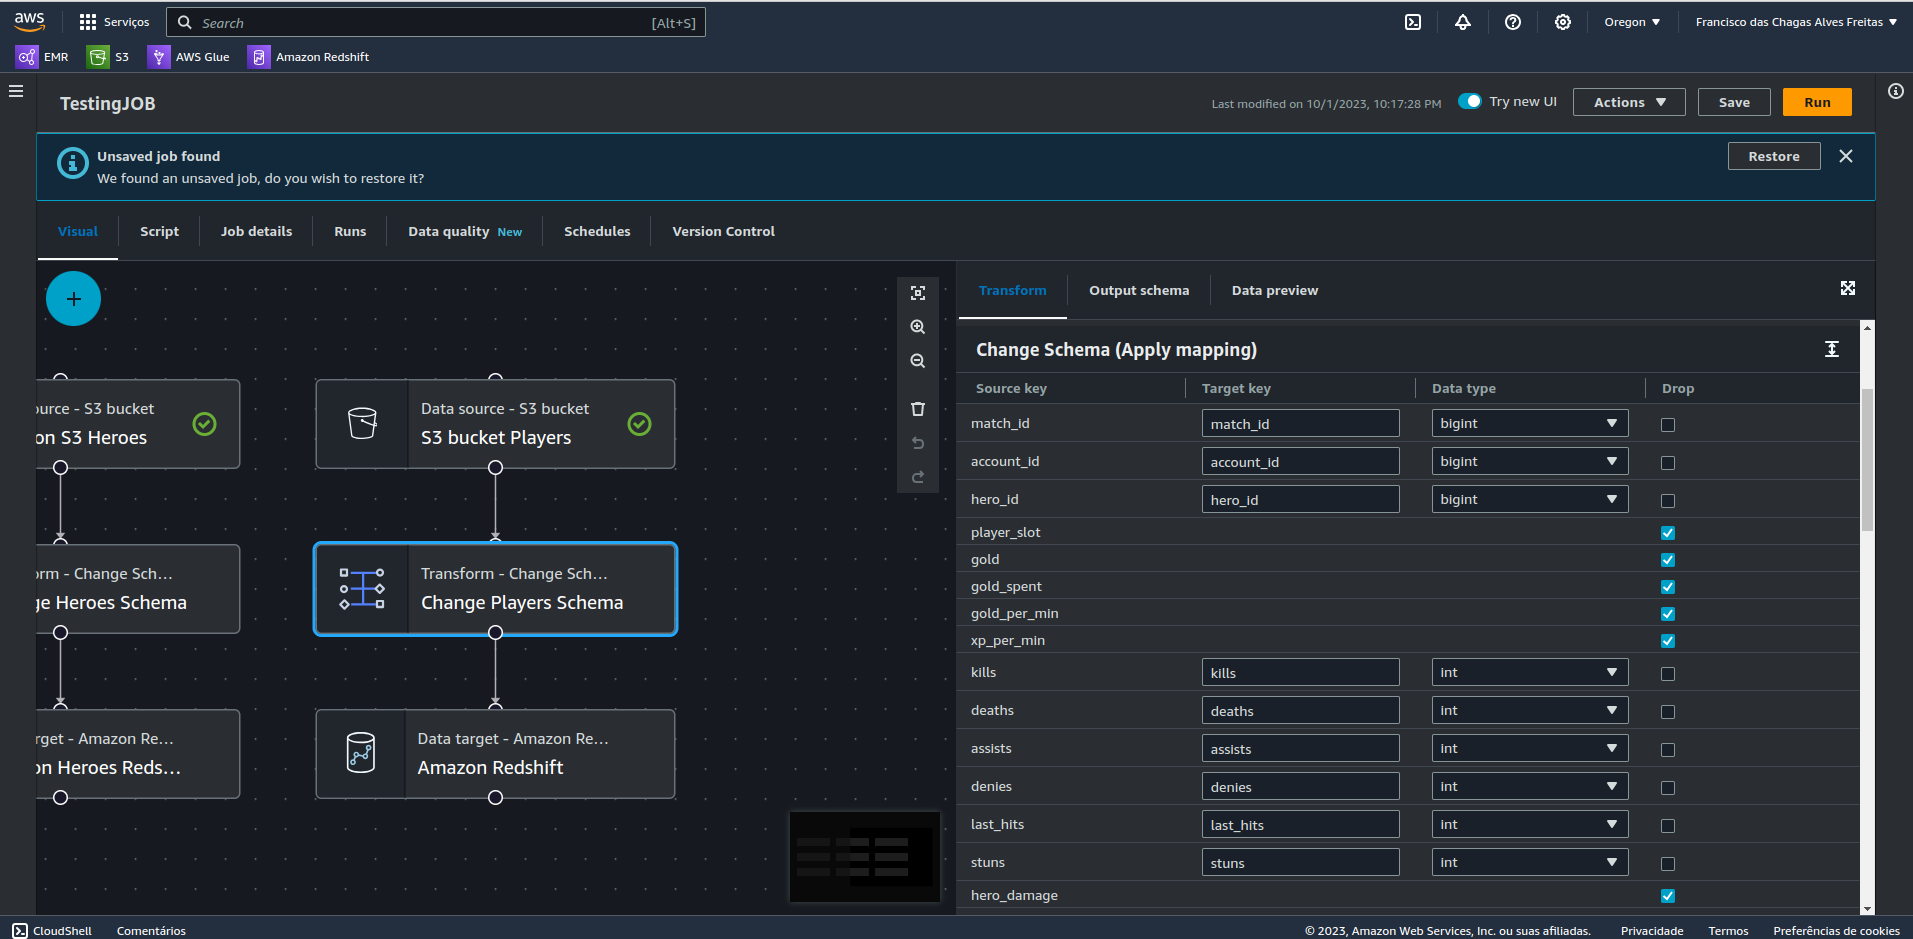 aws
Serviços
Search
[Alt+S]
Oregon
Francisco das Chagas Alves Freitas
EMR
S3
AWS Glue
Amazon Redshift
TestingJOB
Last modified on 10/1/2023, 10:17:28 PM
Try new UI
Actions
Save
Run
Unsaved job found
We found an unsaved job, do you wish to restore it?
Restore
Visual
Script
Job details
Runs
Data quality New
Schedules
Version Control
ource - S3 bucket
on S3 Heroes
Data source - S3 bucket
S3 bucket Players
orm - Change Sch...
ge Heroes Schema
Transform - Change Sch...
Change Players Schema
rget - Amazon Re...
on Heroes Reds...
Data target - Amazon Re...
Amazon Redshift
Transform
Output schema
Data preview
Change Schema (Apply mapping)
Source key Target key Data type Drop
match_id match_id bigint
account_id account_id bigint
hero_id hero_id bigint
player_slot
gold
gold_spent
gold_per_min
xp_per_min
kills kills int
deaths deaths int
assists assists int
denies denies int
last_hits last_hits int
stuns stuns int
hero_damage
CloudShell
Comentários
© 2023, Amazon Web Services, Inc. ou suas afiliadas.
Privacidade
Termos
Preferências de cookies